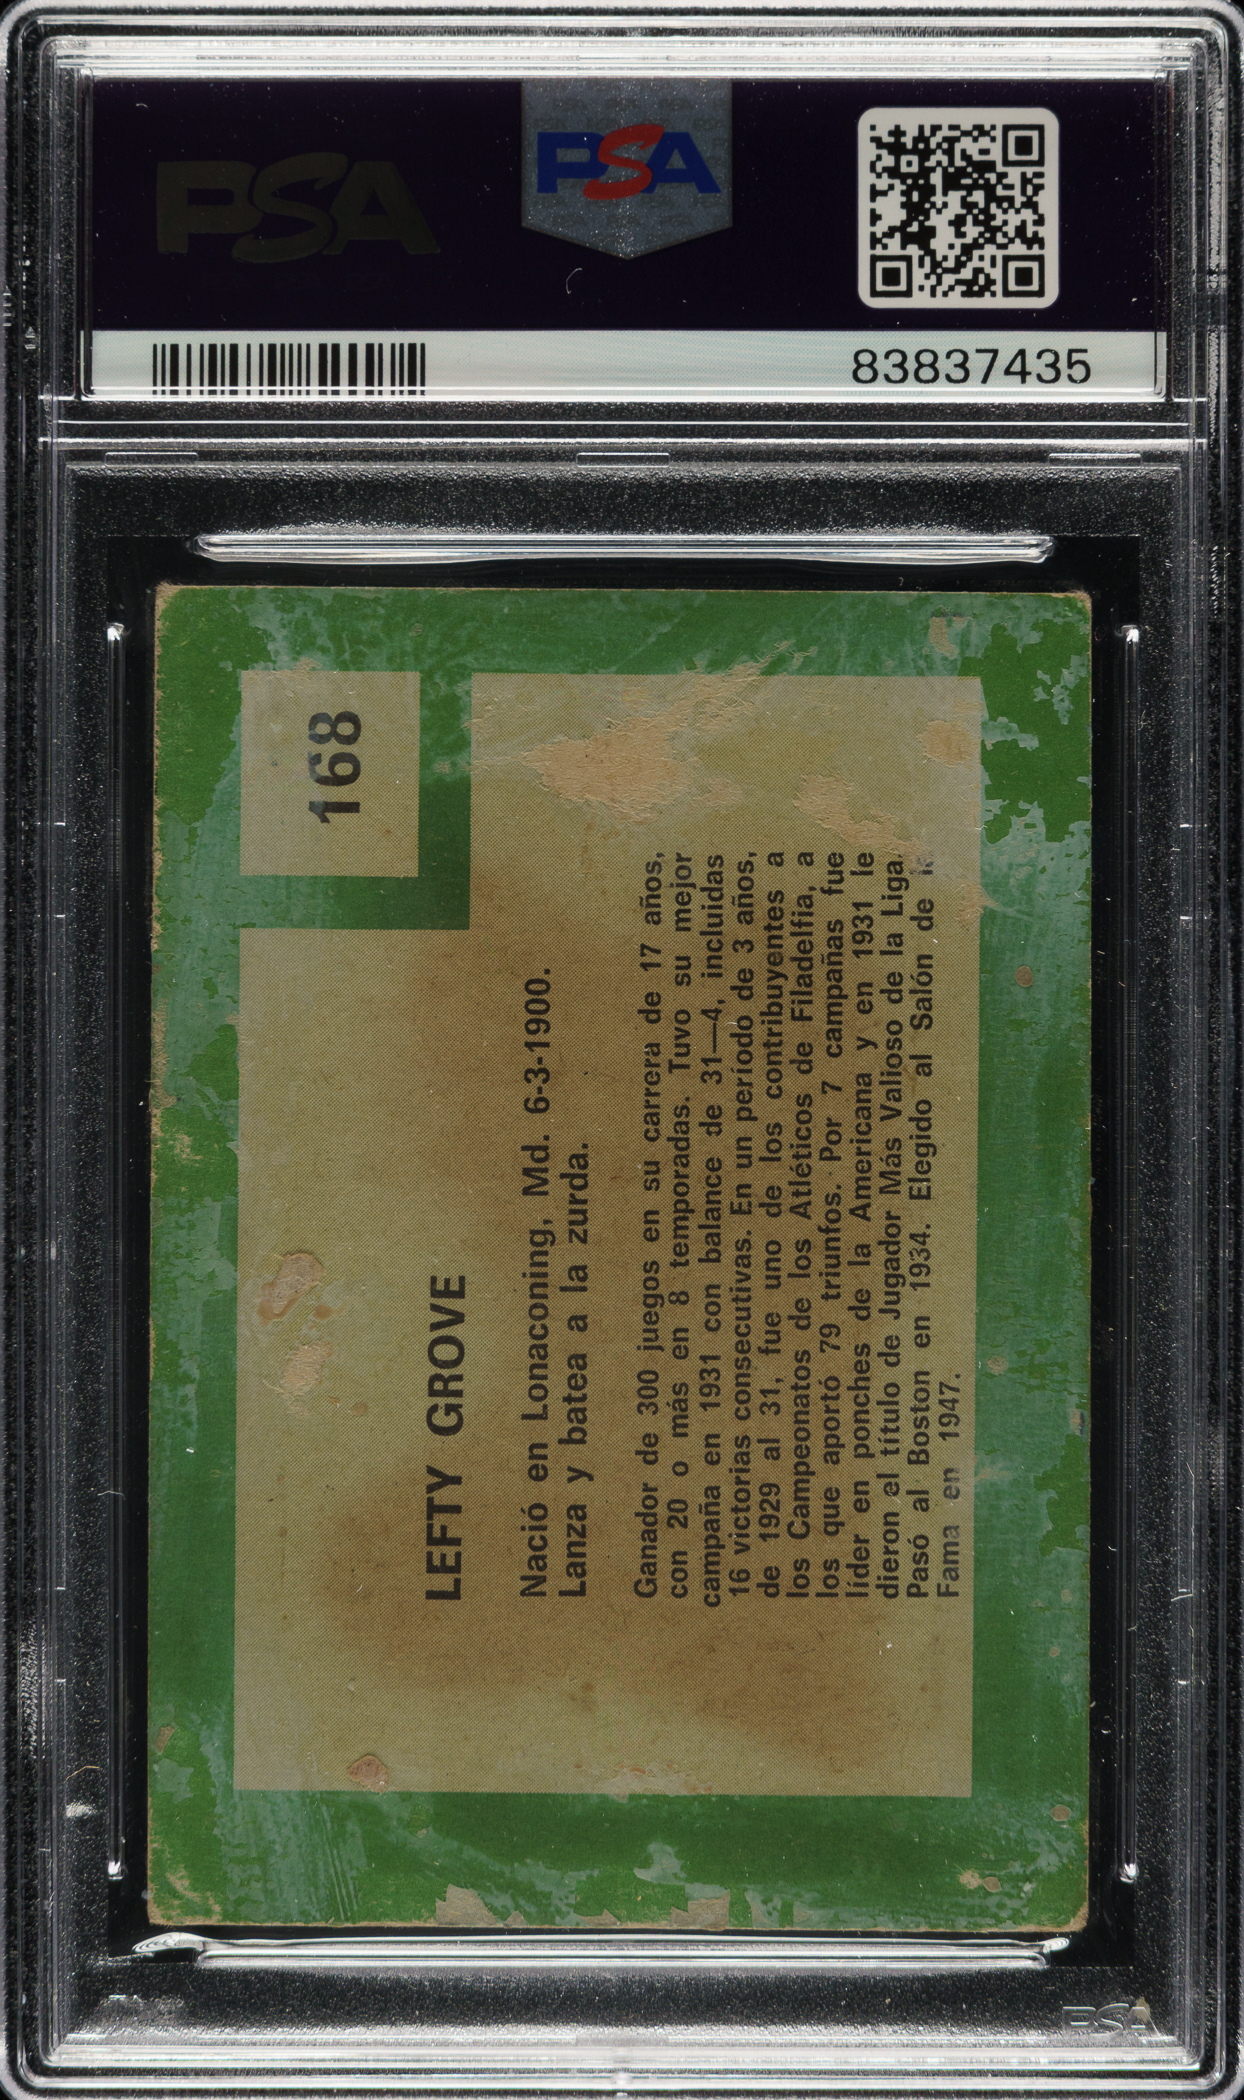 PSA
PSA
83837435
168
LEFTY GROVE
Nació en Lonaconing, Md. 6-3-1900.
Lanza y batea a la zurda.
Ganador de 300 juegos en su carrera de 17 años,
con 20 o más en 8 temporadas. Tuvo su mejor
campaña en 1931 con balance de 31—4, incluidas
16 victorias consecutivas. En un período de 3 años,
de 1929 al 31, fue uno de los contribuyentes a
los Campeonatos de los Atléticos de Filadelfia, a
los que aportó 79 triunfos. Por 7 campañas fue
líder en ponches de la Americana y en 1931 le
dieron el título de Jugador Más Valioso de la Liga.
Pasó al Boston en 1934. Elegido al Salón de
Fama en 1947.
PSA